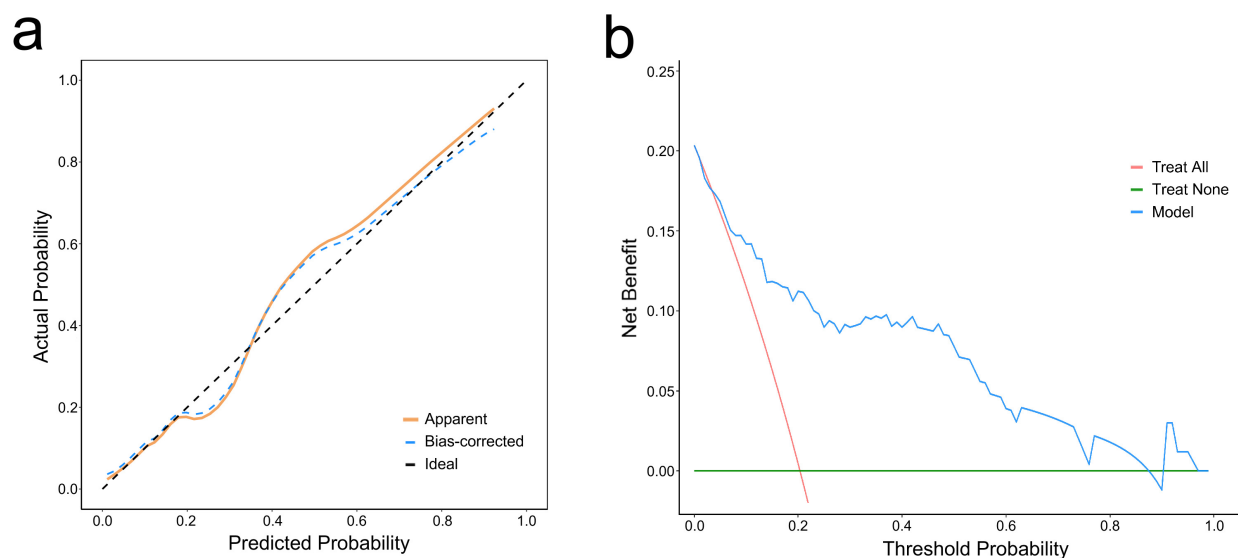 a
1.0
0.8
0.6
0.4
0.2
0.0
Actual Probability
Apparent
Bias-corrected
Ideal
0.0 0.2 0.4 0.6 0.8 1.0
Predicted Probability
b
0.25
0.20
0.15
0.10
0.05
0.00
Net Benefit
Treat All
Treat None
Model
0.0 0.2 0.4 0.6 0.8 1.0
Threshold Probability